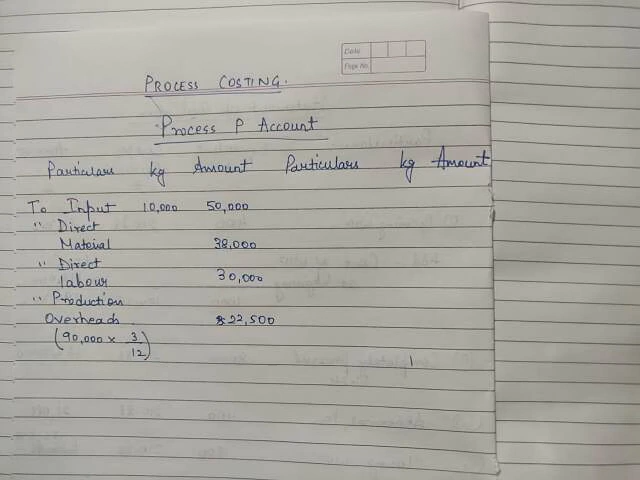 Date
Page No.
PROCESS COSTING.
Process P Account
Particulars kg Amount Particulars kg Amount
To Input 10,000 50,000
" Direct
Material 38,000
" Direct
labour 30,000
" Production
Overheads. 22,500
(90,000 × 3/12)